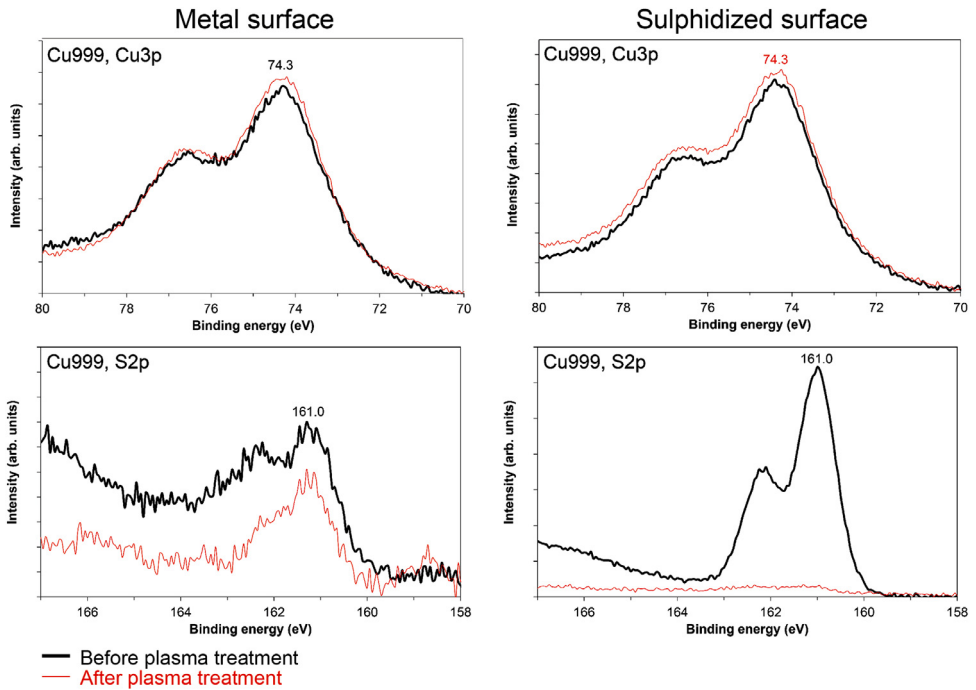 Metal surface
Sulphidized surface
Cu999, Cu3p
74.3
Intensity (arb. units)
80 78 76 74 72 70
Binding energy (eV)
Cu999, Cu3p
74.3
Intensity (arb. units)
80 78 76 74 72 70
Binding energy (eV)
Cu999, S2p
161.0
Intensity (arb. units)
166 164 162 160 158
Binding energy (eV)
Cu999, S2p
161.0
Intensity (arb. units)
166 164 162 160 158
Binding energy (eV)
Before plasma treatment
After plasma treatment